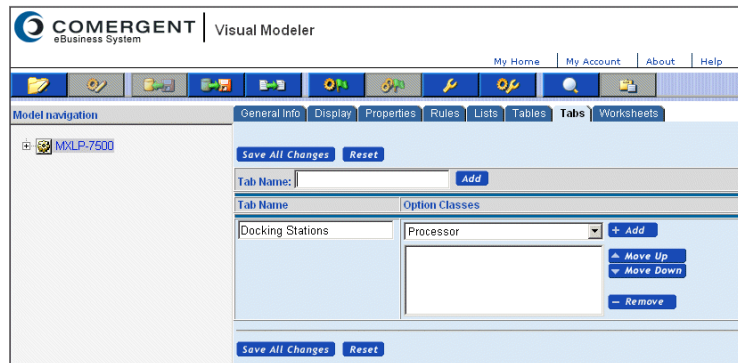 COMERGENT
eBusiness System
Visual Modeler
My Home My Account About Help
Model navigation
General Info Display Properties Rules Lists Tables Tabs Worksheets
MXLP-7500
Save All Changes Reset
Tab Name: Add
Tab Name Option Classes
Docking Stations Processor + Add
Move Up
Move Down
− Remove
Save All Changes Reset